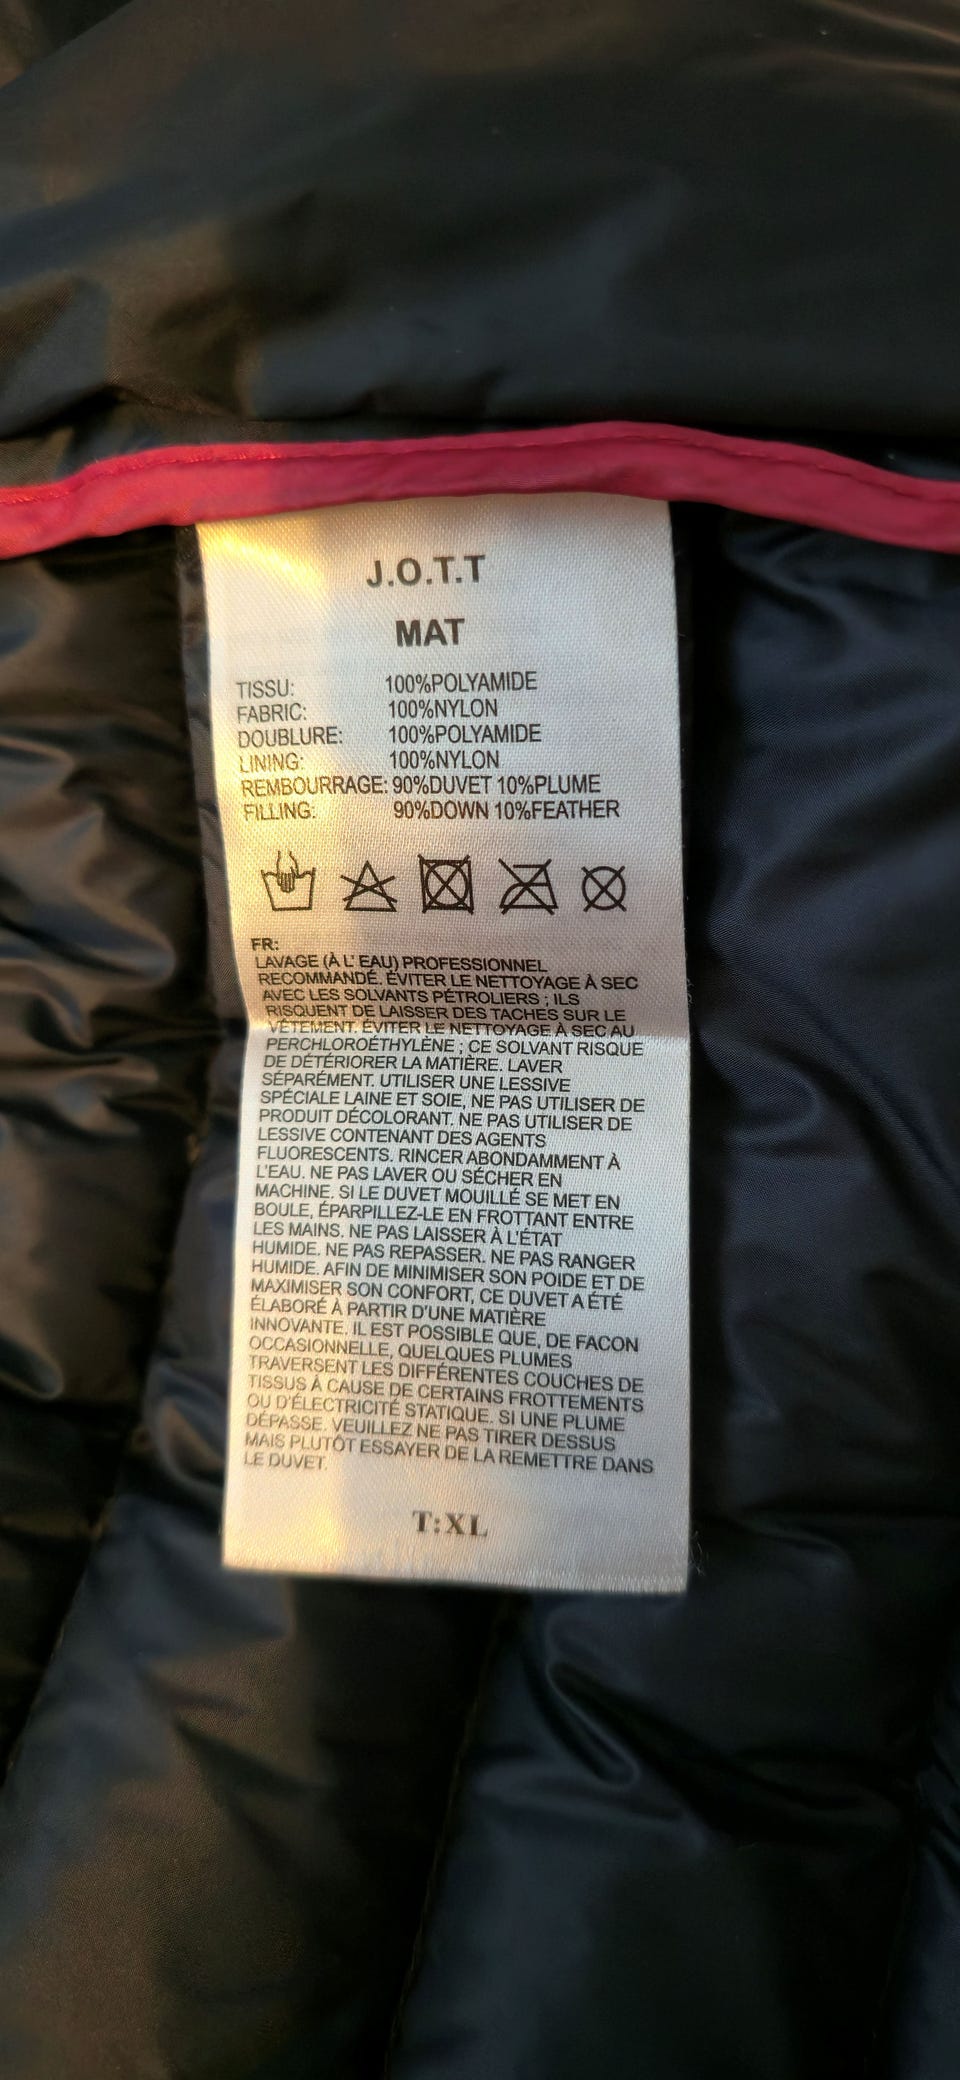 J.O.T.T
MAT
TISSU: 100%POLYAMIDE
FABRIC: 100%NYLON
DOUBLURE: 100%POLYAMIDE
LINING: 100%NYLON
REMBOURRAGE: 90%DUVET 10%PLUME
FILLING: 90%DOWN 10%FEATHER
FR:
LAVAGE (À L' EAU) PROFESSIONNEL
RECOMMANDÉ. ÉVITER LE NETTOYAGE À SEC
AVEC LES SOLVANTS PÉTROLIERS ; ILS
RISQUENT DE LAISSER DES TACHES SUR LE
VÊTEMENT. ÉVITER LE NETTOYAGE À SEC AU
PERCHLOROÉTHYLÈNE ; CE SOLVANT RISQUE
DE DÉTÉRIORER LA MATIÈRE. LAVER
SÉPARÉMENT. UTILISER UNE LESSIVE
SPÉCIALE LAINE ET SOIE, NE PAS UTILISER DE
PRODUIT DÉCOLORANT. NE PAS UTILISER DE
LESSIVE CONTENANT DES AGENTS
FLUORESCENTS. RINCER ABONDAMMENT À
L'EAU. NE PAS LAVER OU SÉCHER EN
MACHINE. SI LE DUVET MOUILLÉ SE MET EN
BOULE, ÉPARPILLEZ-LE EN FROTTANT ENTRE
LES MAINS. NE PAS LAISSER À L'ÉTAT
HUMIDE. NE PAS REPASSER. NE PAS RANGER
HUMIDE. AFIN DE MINIMISER SON POIDE ET DE
MAXIMISER SON CONFORT, CE DUVET A ÉTÉ
ÉLABORÉ À PARTIR D'UNE MATIÈRE
INNOVANTE. IL EST POSSIBLE QUE, DE FACON
OCCASIONNELLE, QUELQUES PLUMES
TRAVERSENT LES DIFFÉRENTES COUCHES DE
TISSUS À CAUSE DE CERTAINS FROTTEMENTS
OU D'ÉLECTRICITÉ STATIQUE. SI UNE PLUME
DÉPASSE. VEUILLEZ NE PAS TIRER DESSUS
MAIS PLUTÔT ESSAYER DE LA REMETTRE DANS
LE DUVET.
T:XL